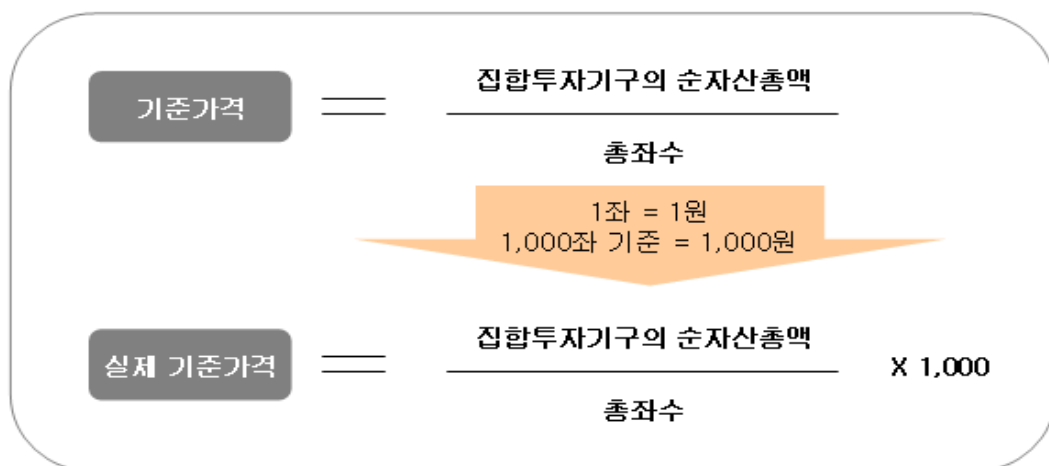 집합투자기구의 순자산총액
기준가격
총좌수
1좌 = 1원
1,000좌 기준 = 1,000원
집합투자기구의 순자산총액
실제 기준가격
X 1,000
총좌수